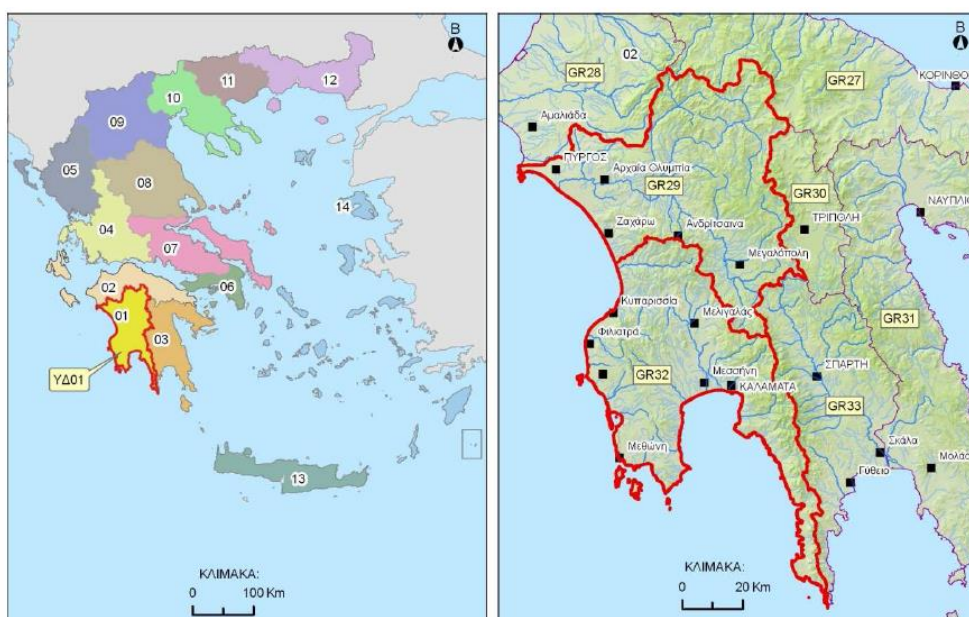 B
11
12
10
09
05
08
14
04
07
06
02
01
03
ΥΔ01
13
ΚΛΙΜΑΚΑ:
0 100 Km
B
02
GR28
GR27
ΚΟΡΙΝΘΟ
Αμαλιάδα
ΠΥΡΓΟΣ
Αρχαία Ολυμπία
GR29
GR30
ΤΡΙΠΟΛΗ
ΝΑΥΠΛΙΟ
Ζαχάρω
Ανδρίτσαινα
Μεγαλόπολη
Κυπαρισσία
Μελιγαλάς
GR31
Φιλιατρά
GR32
Μεσσήνη
ΚΑΛΑΜΑΤΑ
ΣΠΑΡΤΗ
GR33
Μεθώνη
Σκάλα
Μολάο
Γύθειο
ΚΛΙΜΑΚΑ:
0 20 Km